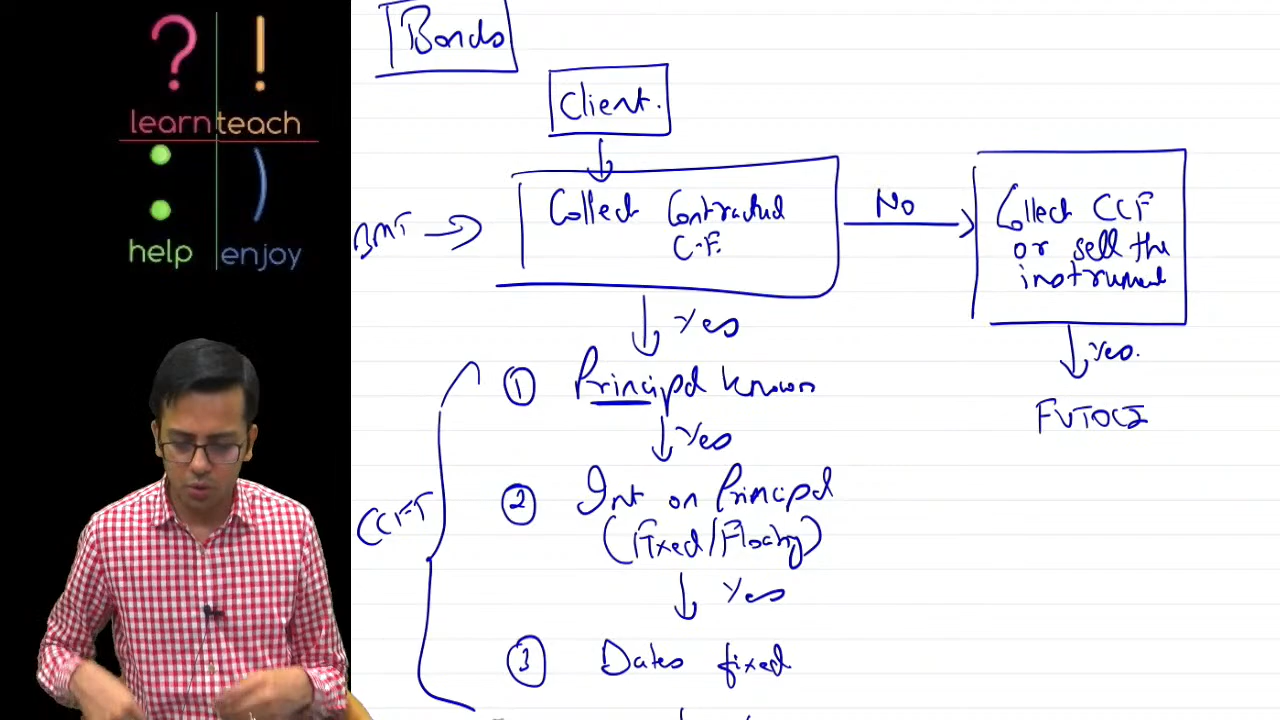 ? !
learn teach
: )
help enjoy
Bonds
Client.
BMT
Collect Contracted
C.F.
No
Collect CCF
or sell the
instrument
Yes
Yes.
① Principal known
FVTOCI
Yes
② Int on Principal
(Fixed/Floating)
CCFT
Yes
③ Dates fixed